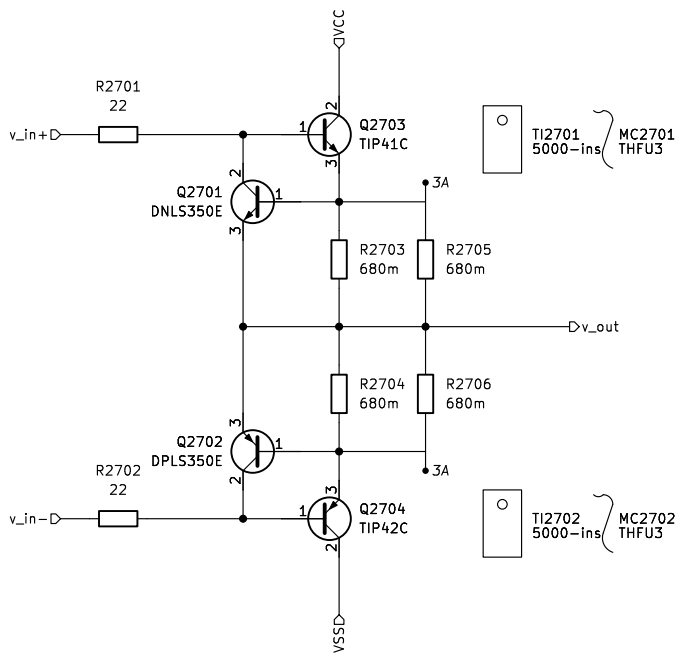 VCC
R2701
22
v_in+
2
1
3
Q2703
TIP41C
TI2701
5000-ins
MC2701
THFU3
2
1
3
Q2701
DNLS350E
3A
R2703
680m
R2705
680m
v_out
R2704
680m
R2706
680m
3
1
2
Q2702
DPLS350E
3A
R2702
22
v_in-
3
1
2
Q2704
TIP42C
TI2702
5000-ins
MC2702
THFU3
VSS